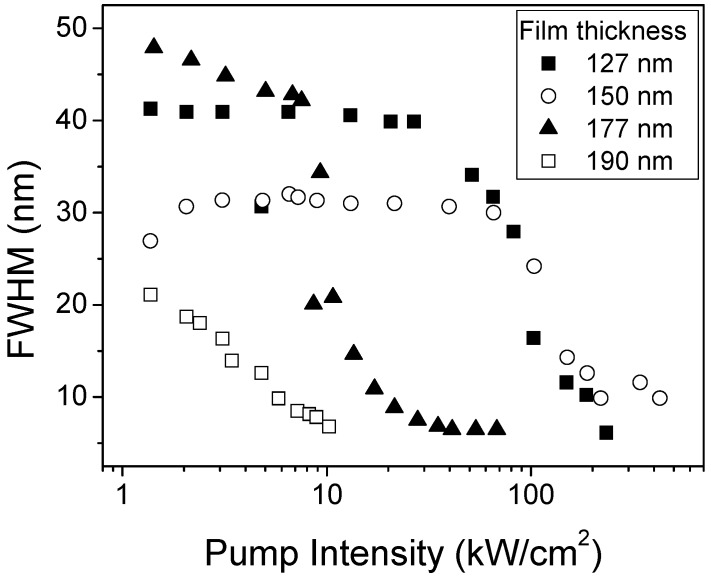 50
40
30
20
10
FWHM (nm)
Film thickness
127 nm
150 nm
177 nm
190 nm
1
10
100
Pump Intensity (kW/cm²)